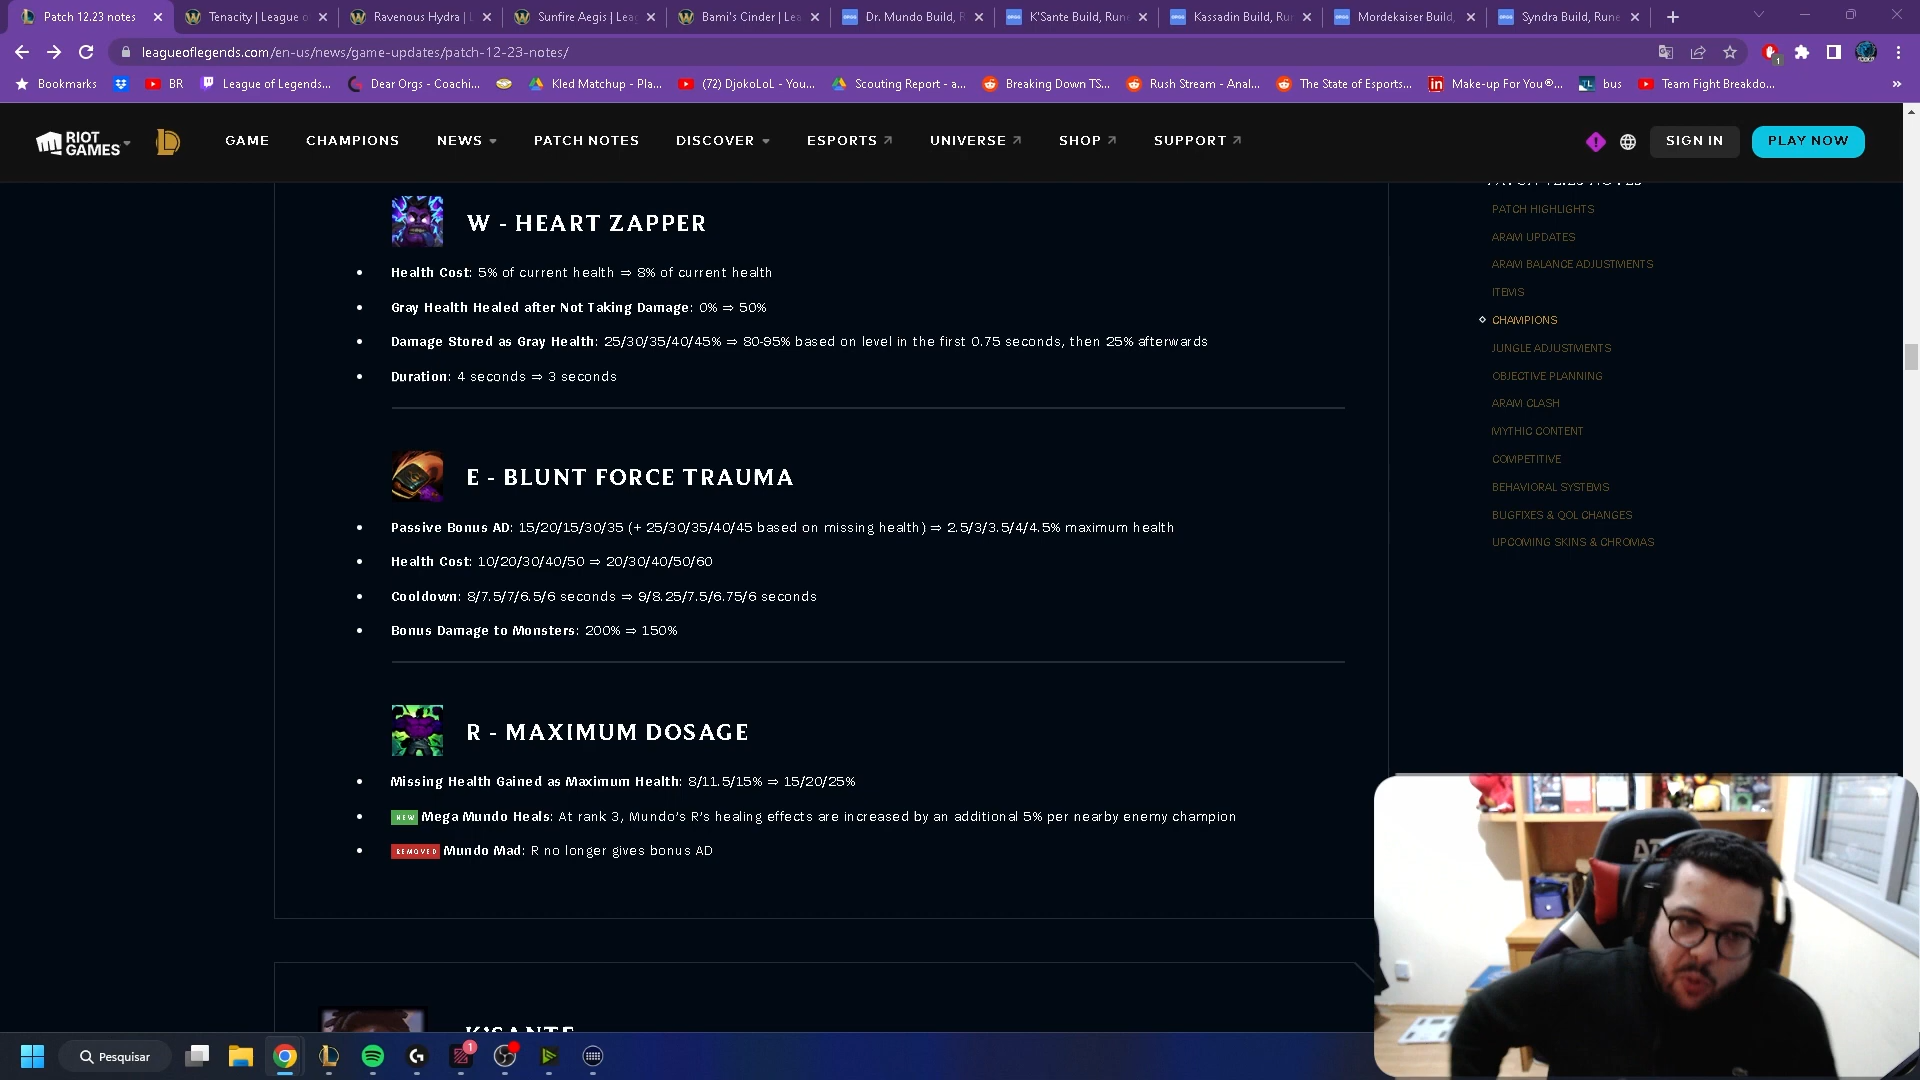 Patch 12.23 notes
Tenacity | League o
Ravenous Hydra | L
Sunfire Aegis | Lea
Bami's Cinder | Lea
Dr. Mundo Build, R
K'Sante Build, Rune
Kassadin Build, Run
Mordekaiser Build,
Syndra Build, Rune
leagueoflegends.com/en-us/news/game-updates/patch-12-23-notes/
1
Bookmarks
BR
League of Legends...
Dear Orgs - Coachi...
Kled Matchup - Pla...
(72) DjokoLoL - You...
Scouting Report - a...
Breaking Down TS...
Rush Stream - Anal...
The State of Esports...
Make-up For You®...
bus
Team Fight Breakdo...
RIOT GAMES
GAME
CHAMPIONS
NEWS
PATCH NOTES
DISCOVER
ESPORTS
UNIVERSE
SHOP
SUPPORT
SIGN IN
PLAY NOW
W - HEART ZAPPER
• Health Cost: 5% of current health ⇒ 8% of current health
• Gray Health Healed after Not Taking Damage: 0% ⇒ 50%
• Damage Stored as Gray Health: 25/30/35/40/45% ⇒ 80-95% based on level in the first 0.75 seconds, then 25% afterwards
• Duration: 4 seconds ⇒ 3 seconds
E - BLUNT FORCE TRAUMA
• Passive Bonus AD: 15/20/15/30/35 (+ 25/30/35/40/45 based on missing health) ⇒ 2.5/3/3.5/4/4.5% maximum health
• Health Cost: 10/20/30/40/50 ⇒ 20/30/40/50/60
• Cooldown: 8/7.5/7/6.5/6 seconds ⇒ 9/8.25/7.5/6.75/6 seconds
• Bonus Damage to Monsters: 200% ⇒ 150%
R - MAXIMUM DOSAGE
• Missing Health Gained as Maximum Health: 8/11.5/15% ⇒ 15/20/25%
• NEW Mega Mundo Heals: At rank 3, Mundo's R's healing effects are increased by an additional 5% per nearby enemy champion
• REMOVED Mundo Mad: R no longer gives bonus AD
K'SANTE
PATCH 12.23 NOTES
PATCH HIGHLIGHTS
ARAM UPDATES
ARAM BALANCE ADJUSTMENTS
ITEMS
CHAMPIONS
JUNGLE ADJUSTMENTS
OBJECTIVE PLANNING
ARAM CLASH
MYTHIC CONTENT
COMPETITIVE
BEHAVIORAL SYSTEMS
BUGFIXES & QOL CHANGES
UPCOMING SKINS & CHROMAS
Pesquisar
1